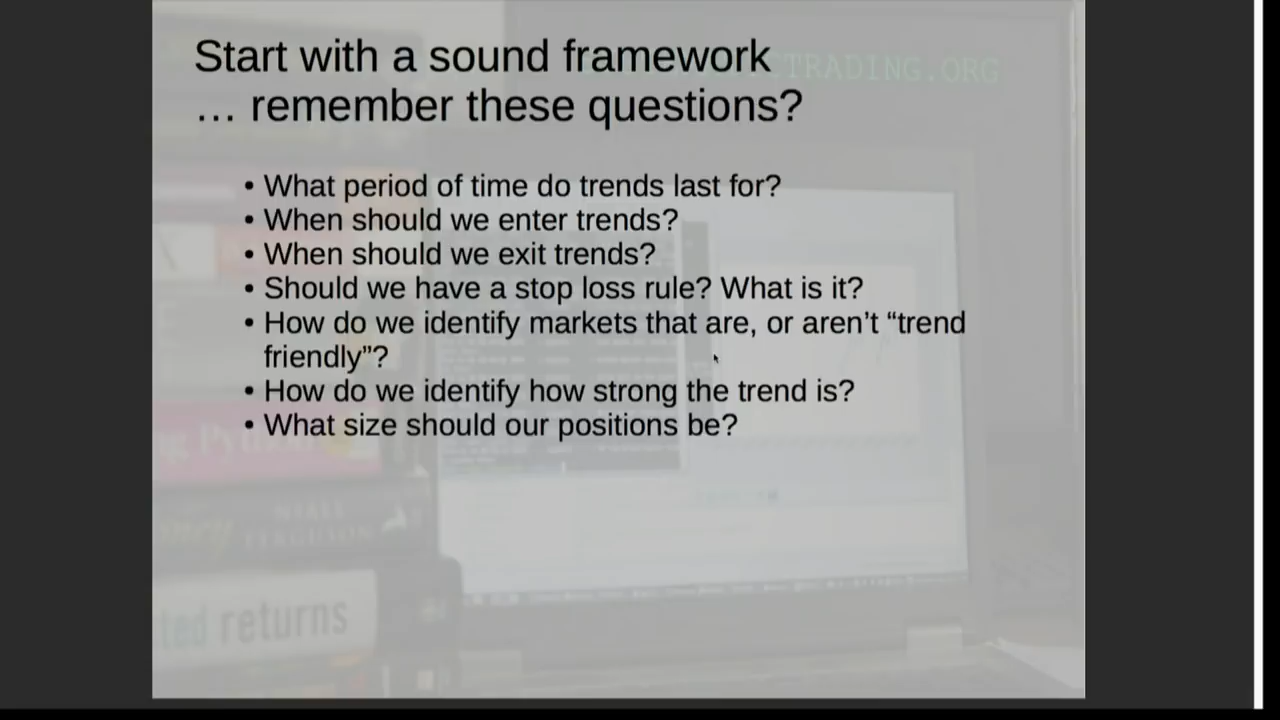 Start with a sound framework
TRADING.ORG
… remember these questions?
• What period of time do trends last for?
• When should we enter trends?
• When should we exit trends?
• Should we have a stop loss rule? What is it?
• How do we identify markets that are, or aren’t “trend
friendly”?
• How do we identify how strong the trend is?
• What size should our positions be?
NIALL
FERGUSON
returns